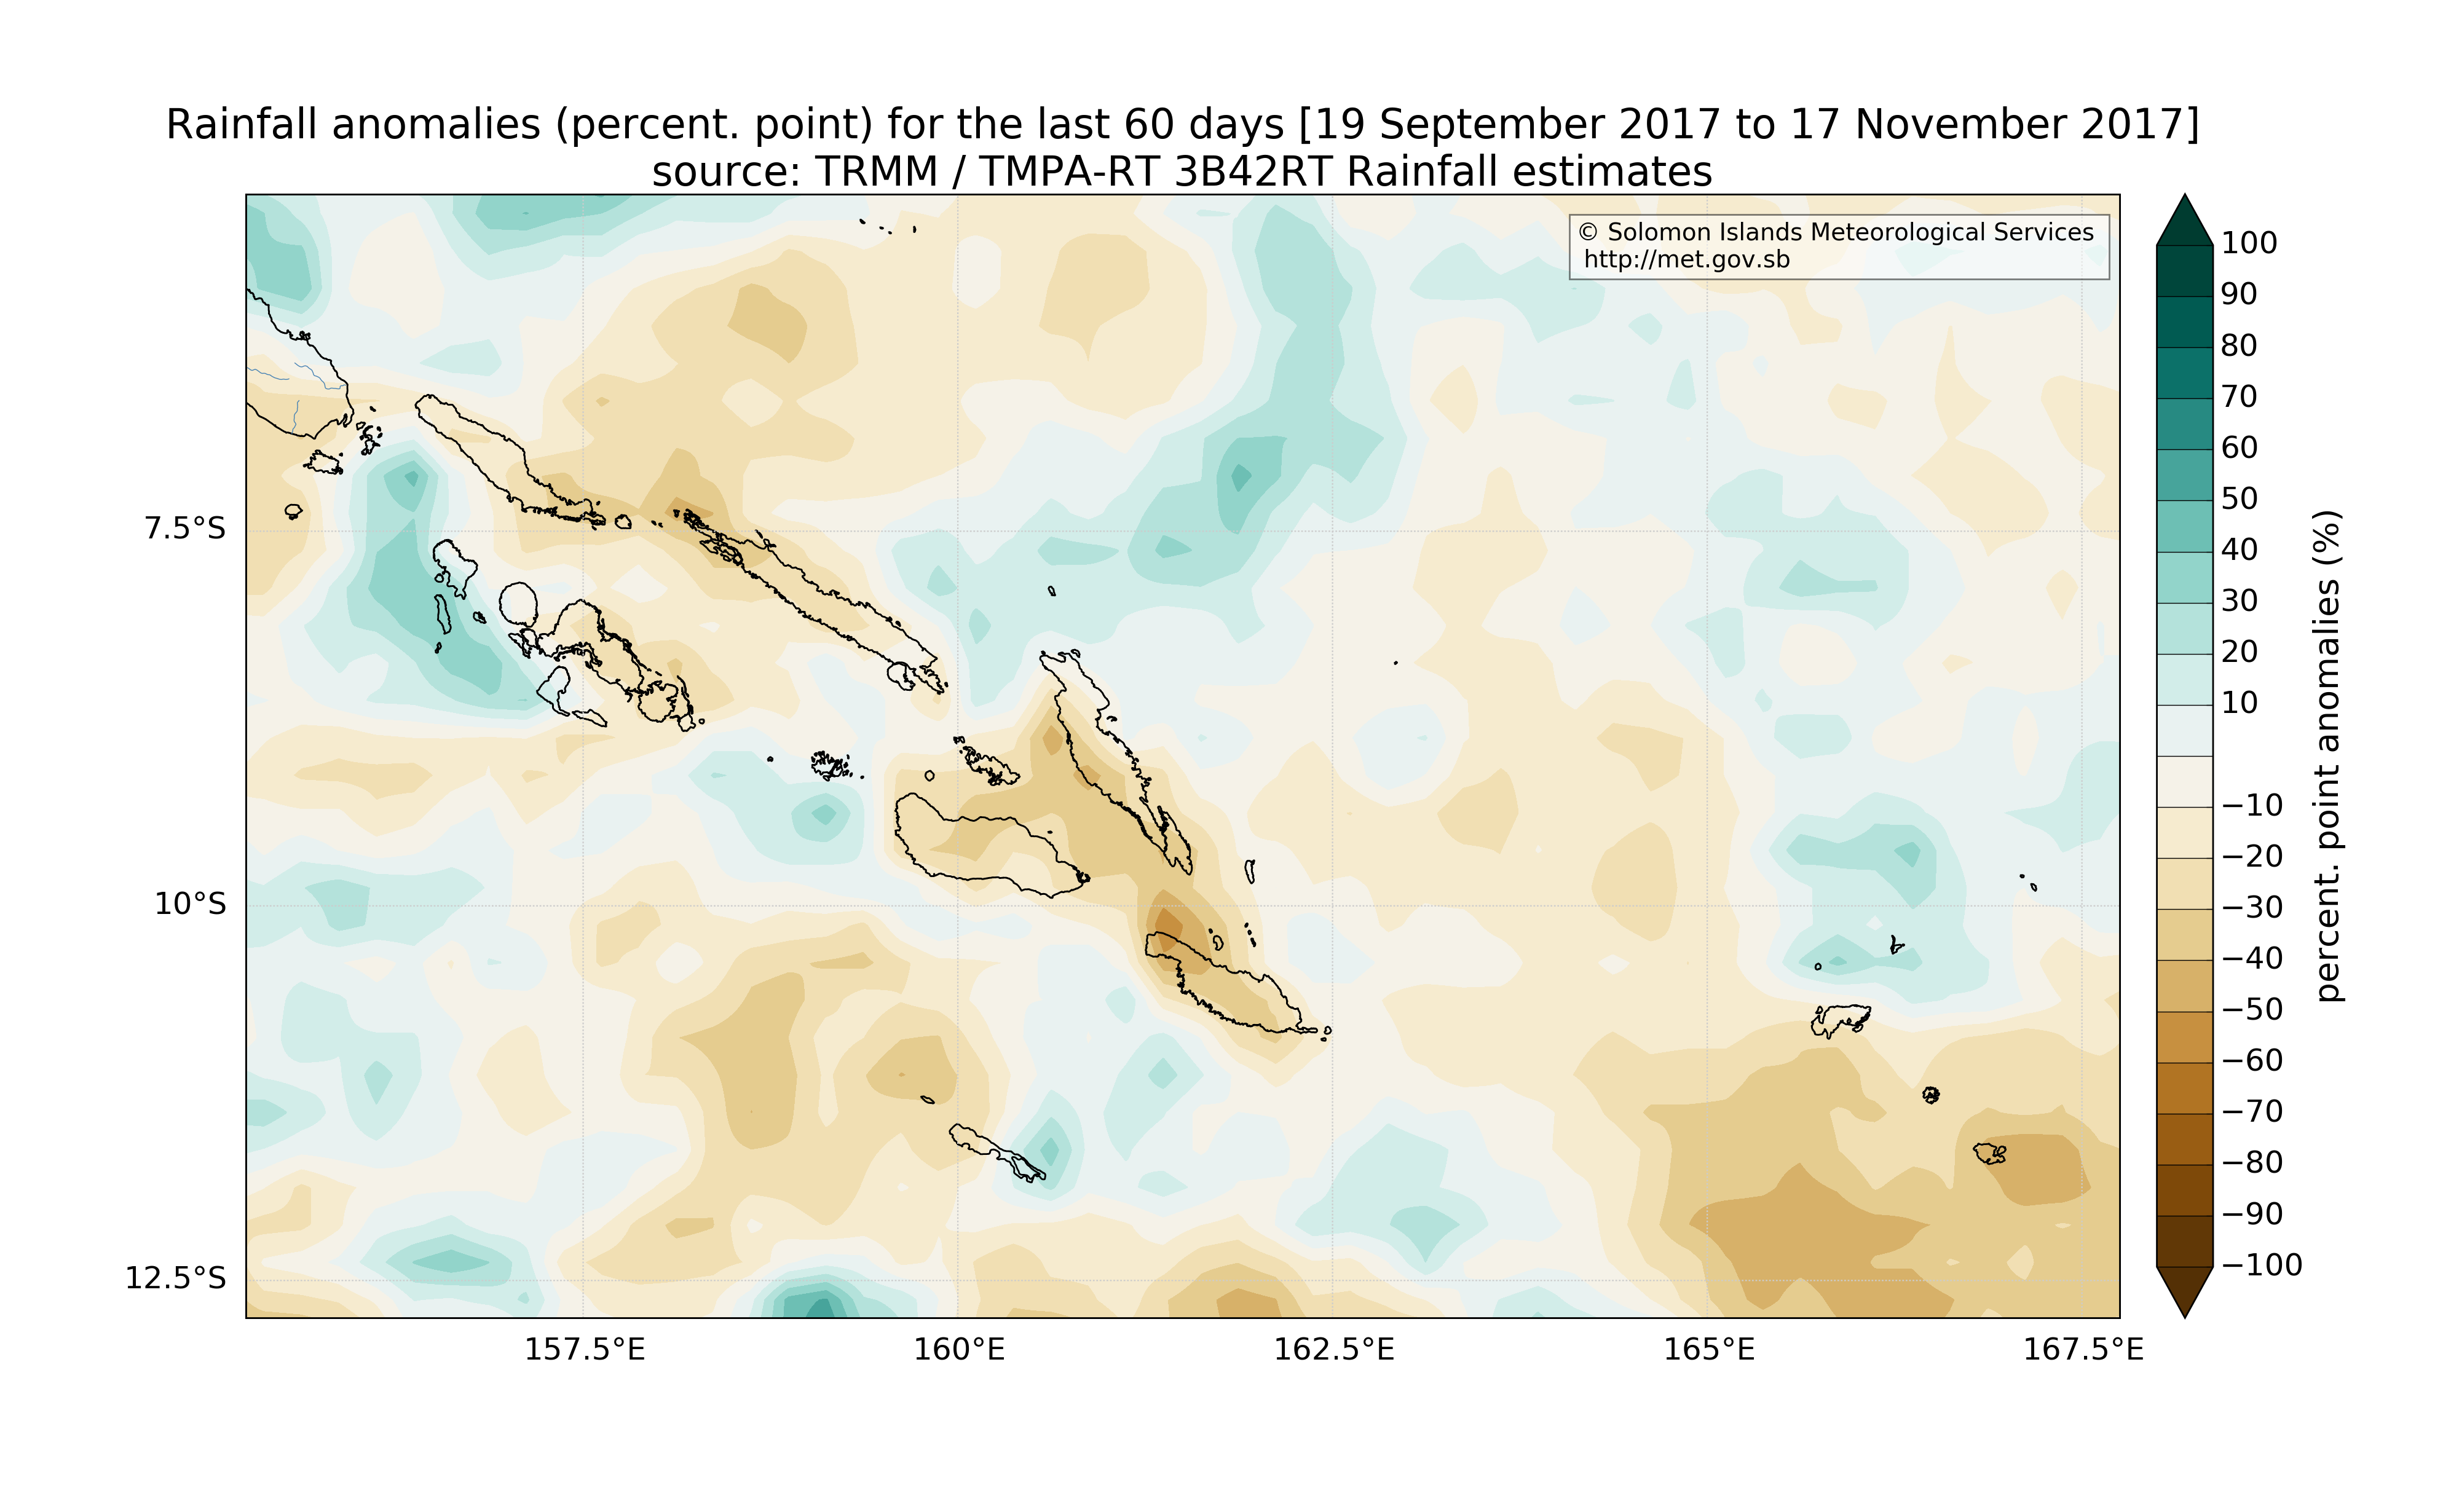 Rainfall anomalies (percent. point) for the last 60 days [19 September 2017 to 17 November 2017]
source: TRMM / TMPA-RT 3B42RT Rainfall estimates
© Solomon Islands Meteorological Services
http://met.gov.sb
7.5°S
10°S
12.5°S
157.5°E
160°E
162.5°E
165°E
167.5°E
100
90
80
70
60
50
40
30
20
10
−10
−20
−30
−40
−50
−60
−70
−80
−90
−100
percent. point anomalies (%)